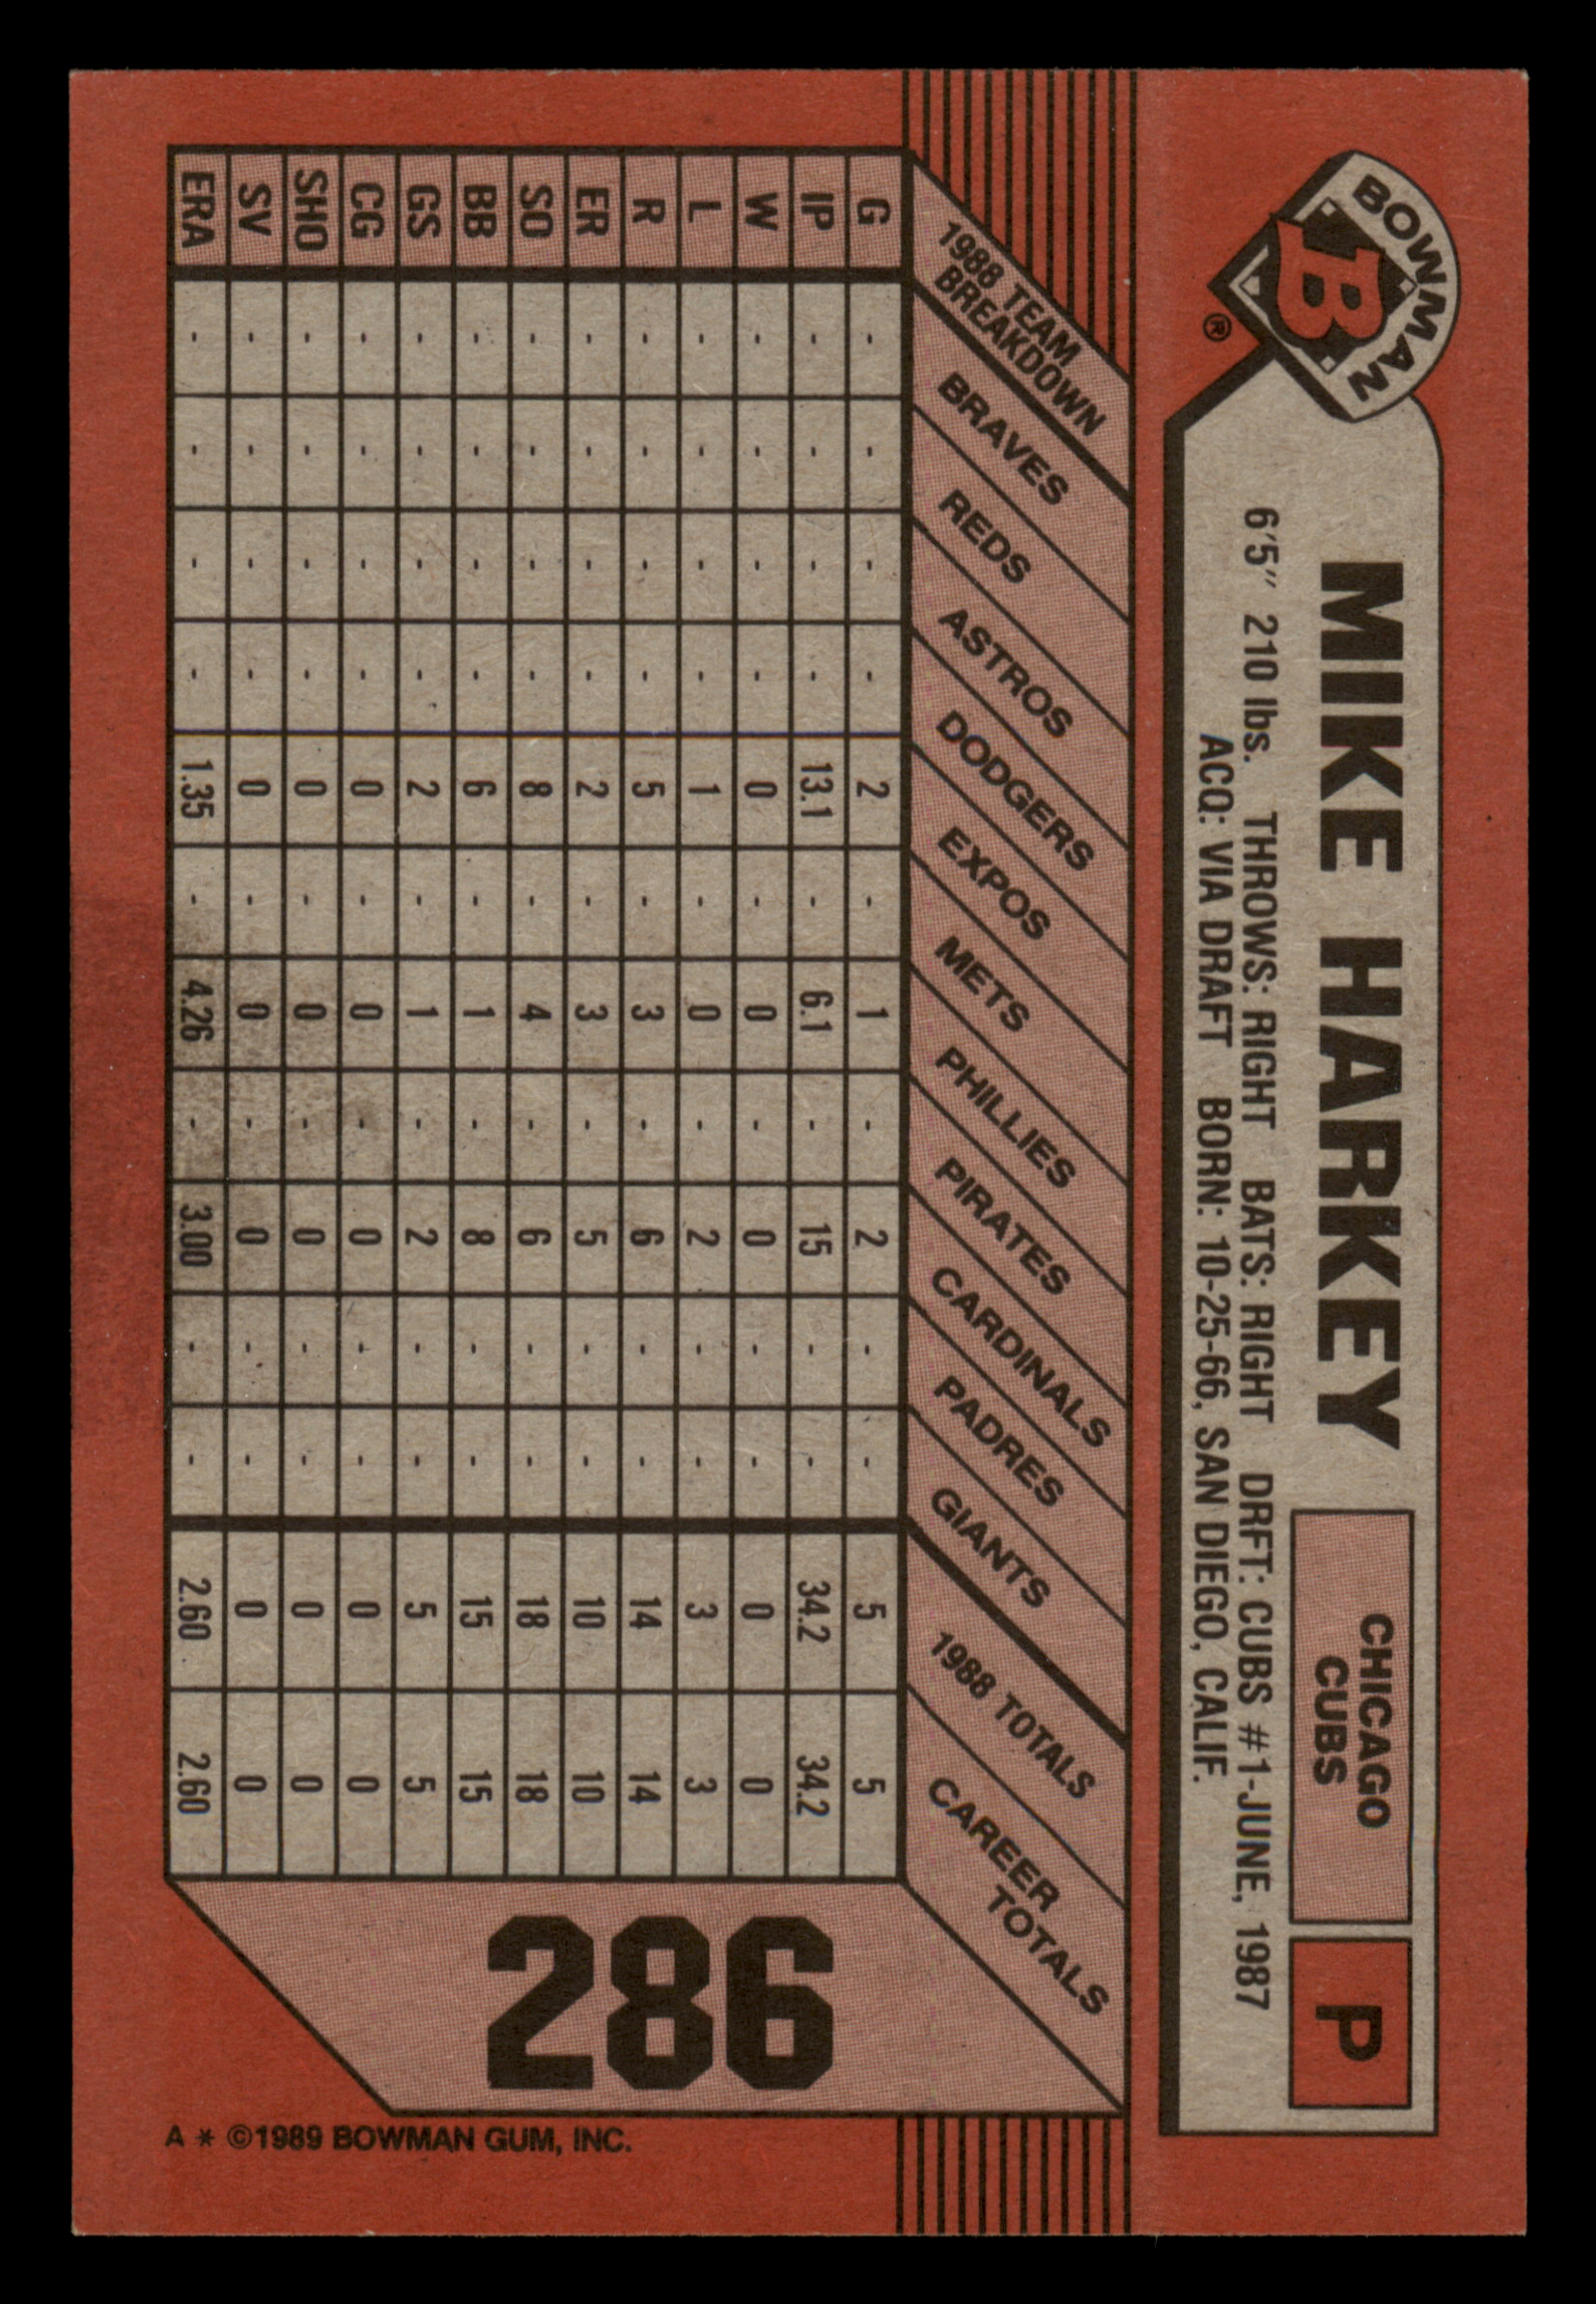 BOWMAN
B
®
MIKE HARKEY
CHICAGO
CUBS
P
6'5" 210 lbs. THROWS: RIGHT BATS: RIGHT DRFT: CUBS #1-JUNE, 1987
ACQ: VIA DRAFT BORN: 10-25-66, SAN DIEGO, CALIF.
1988 TEAM BREAKDOWN BRAVES REDS ASTROS DODGERS EXPOS METS PHILLIES PIRATES CARDINALS PADRES GIANTS 1988 TOTALS CAREER TOTALS
G - - - - 2 - 1 - 2 - - 5 5
IP - - - - 13.1 - 6.1 - 15 - - 34.2 34.2
W - - - - 0 - 0 - 0 - - 0 0
L - - - - 1 - 0 - 2 - - 3 3
R - - - - 5 - 3 - 6 - - 14 14
ER - - - - 2 - 3 - 5 - - 10 10
SO - - - - 8 - 4 - 6 - - 18 18
BB - - - - 6 - 1 - 8 - - 15 15
GS - - - - 2 - 1 - 2 - - 5 5
CG - - - - 0 - 0 - 0 - - 0 0
SHO - - - - 0 - 0 - 0 - - 0 0
SV - - - - 0 - 0 - 0 - - 0 0
ERA - - - - 1.35 - 4.26 - 3.00 - - 2.60 2.60
286
A * ©1989 BOWMAN GUM, INC.